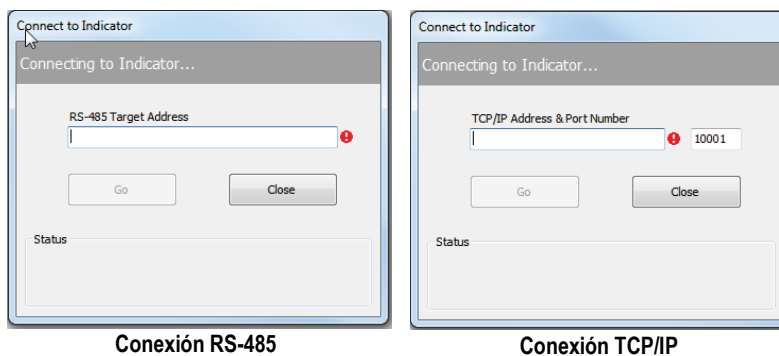 Connect to Indicator
Connecting to Indicator...
RS-485 Target Address
Go
Close
Status
Conexión RS-485
Connect to Indicator
Connecting to Indicator...
TCP/IP Address & Port Number
10001
Go
Close
Status
Conexión TCP/IP